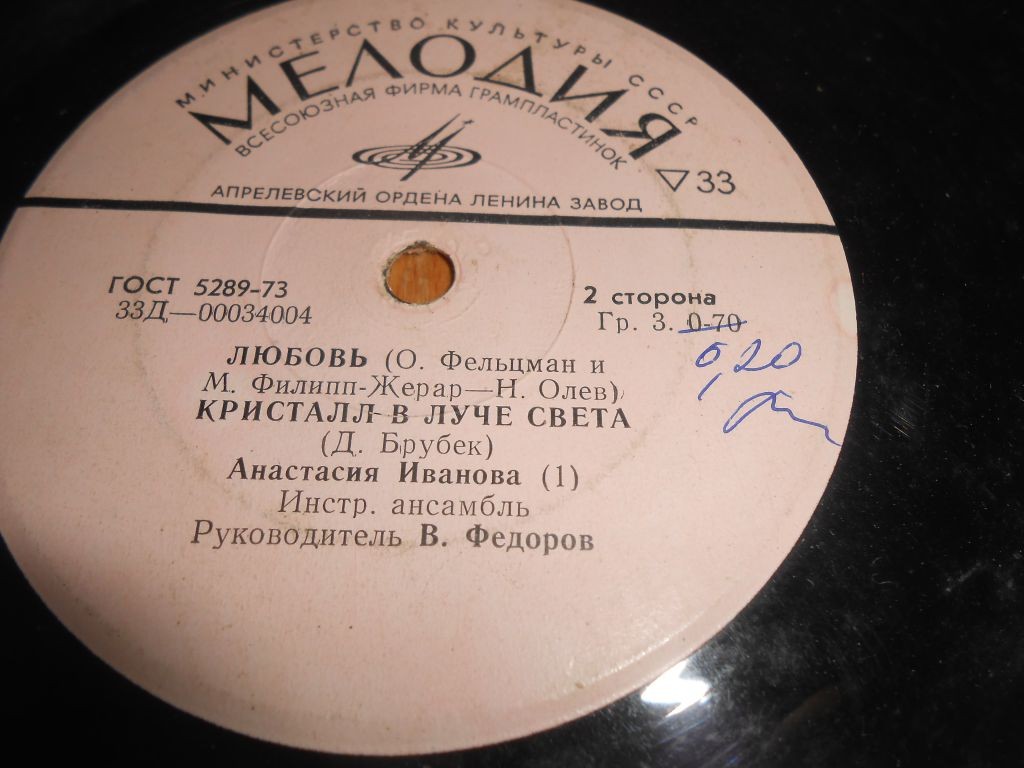 МИНИСТЕРСТВО КУЛЬТУРЫ СССР
МЕЛОДИЯ
ВСЕСОЮЗНАЯ ФИРМА ГРАМПЛАСТИНОК
33
АПРЕЛЕВСКИЙ ОРДЕНА ЛЕНИНА ЗАВОД
ГОСТ 5289-73
33Д—00034004
2 сторона
Гр. 3. 0-70
0,20
ЛЮБОВЬ (О. Фельцман и
М. Филипп-Жерар—Н. Олев)
КРИСТАЛЛ В ЛУЧЕ СВЕТА
(Д. Брубек)
Анастасия Иванова (1)
Инстр. ансамбль
Руководитель В. Федоров